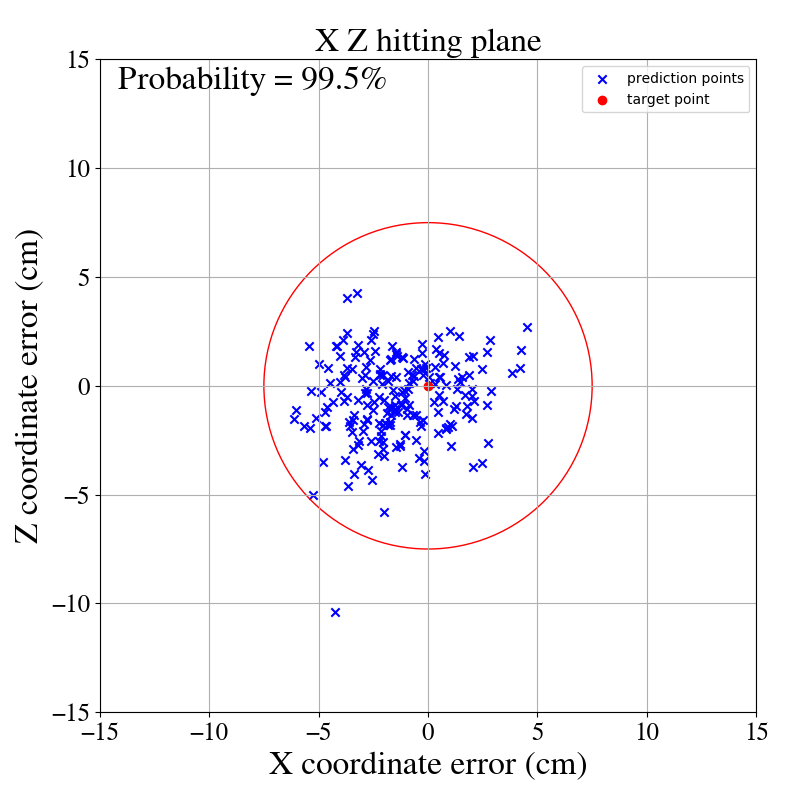 X Z hitting plane
Probability = 99.5%
prediction points
target point
15
10
5
0
−5
−10
−15
−15
−10
−5
0
5
10
15
Z coordinate error (cm)
X coordinate error (cm)